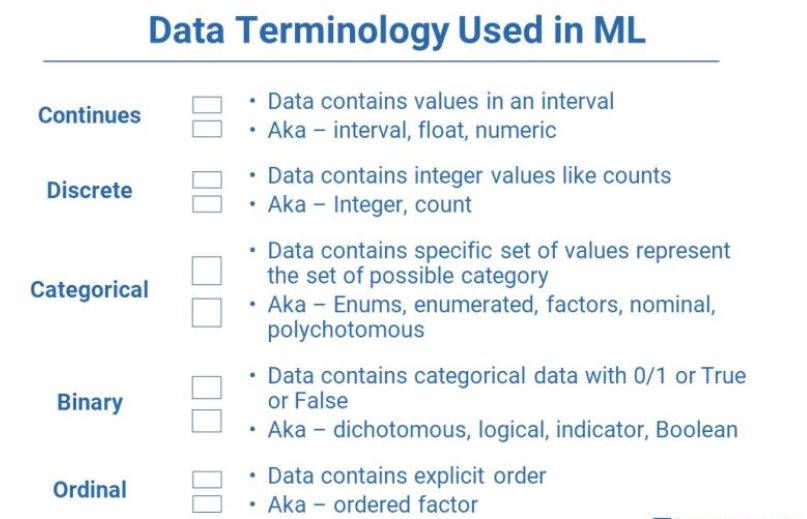 Data Terminology Used in ML
Continues
• Data contains values in an interval
• Aka – interval, float, numeric
Discrete
• Data contains integer values like counts
• Aka – Integer, count
Categorical
• Data contains specific set of values represent
the set of possible category
• Aka – Enums, enumerated, factors, nominal,
polychotomous
Binary
• Data contains categorical data with 0/1 or True
or False
• Aka – dichotomous, logical, indicator, Boolean
Ordinal
• Data contains explicit order
• Aka – ordered factor